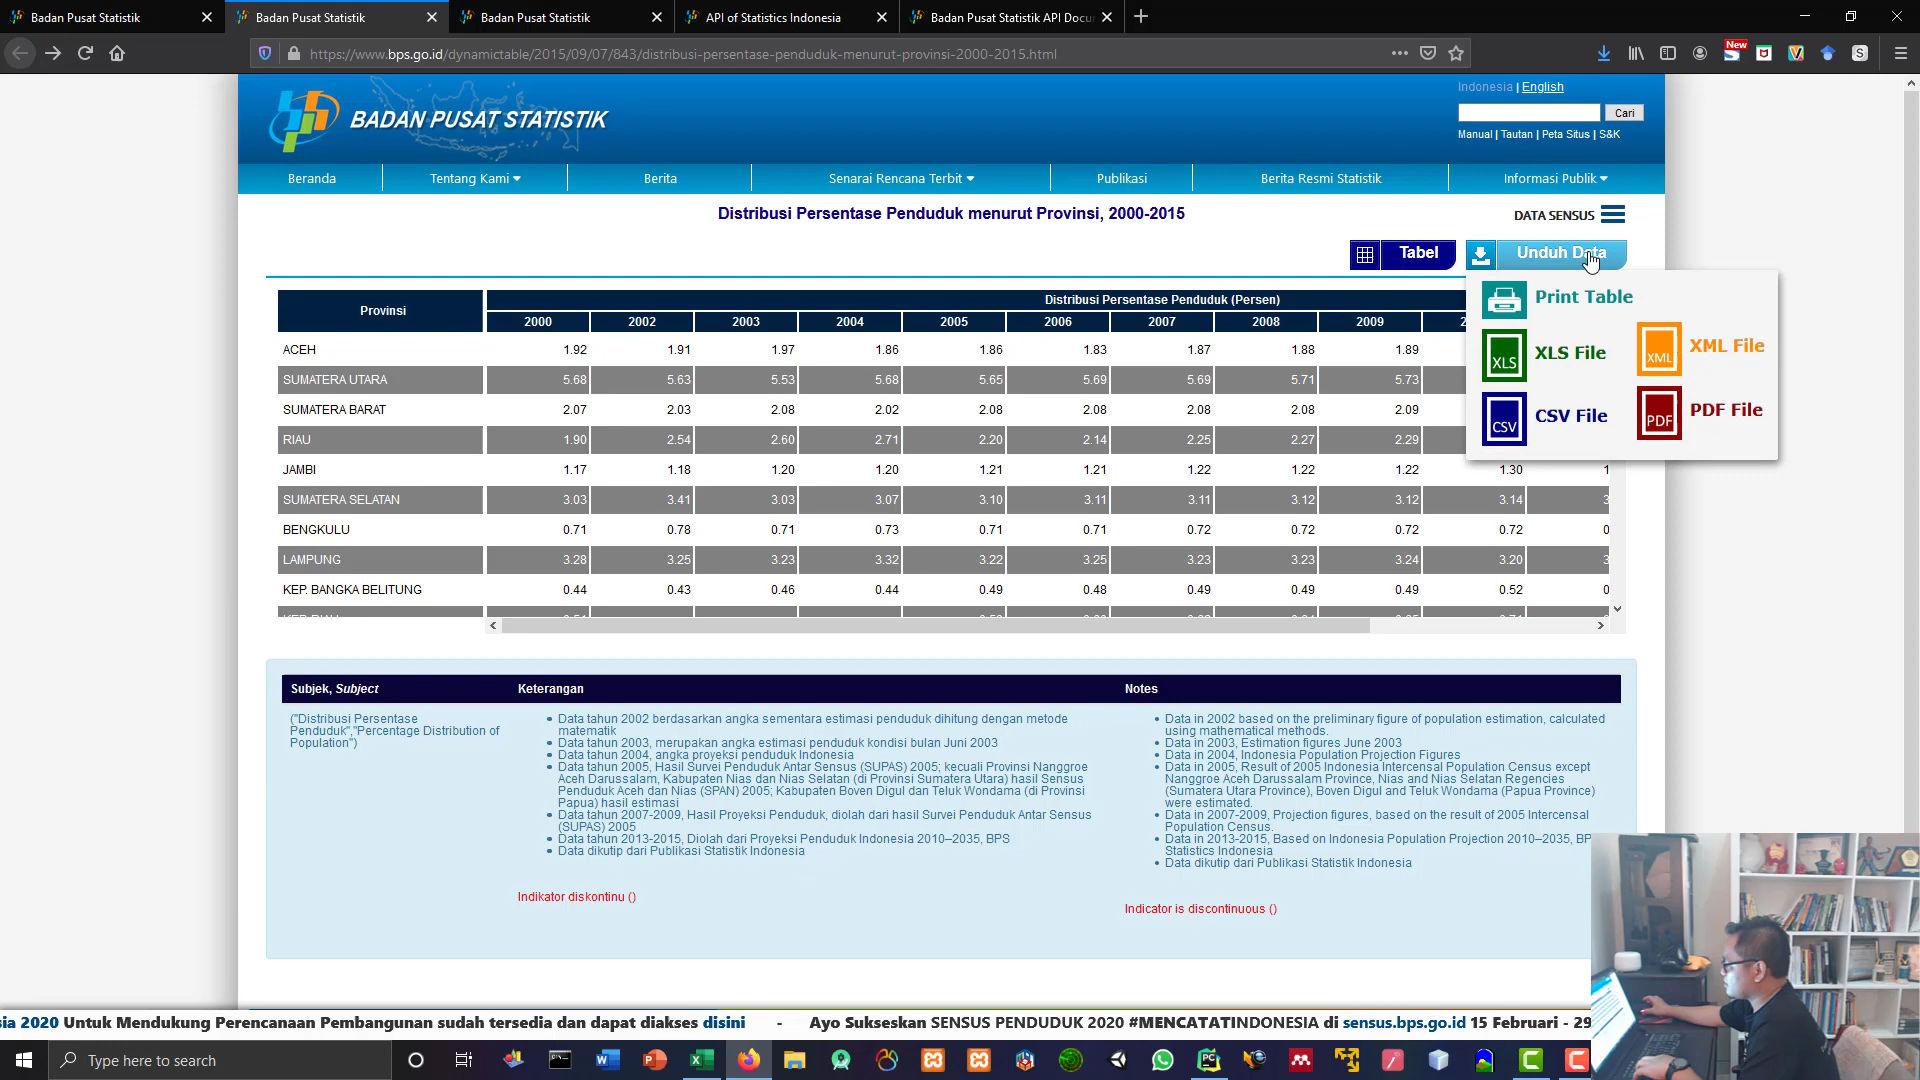 Badan Pusat Statistik
Badan Pusat Statistik
Badan Pusat Statistik
API of Statistics Indonesia
Badan Pusat Statistik API Docu
https://www.bps.go.id/dynamictable/2015/09/07/843/distribusi-persentase-penduduk-menurut-provinsi-2000-2015.html
New
S
BADAN PUSAT STATISTIK
Indonesia | English
Cari
Manual | Tautan | Peta Situs | S&K
Beranda
Tentang Kami
Berita
Senarai Rencana Terbit
Publikasi
Berita Resmi Statistik
Informasi Publik
Distribusi Persentase Penduduk menurut Provinsi, 2000-2015
DATA SENSUS
Tabel
Unduh Data
Print Table
XLS XLS File
XML XML File
CSV CSV File
PDF PDF File
Provinsi
Distribusi Persentase Penduduk (Persen)
2000 2002 2003 2004 2005 2006 2007 2008 2009 2
ACEH 1.92 1.91 1.97 1.86 1.86 1.83 1.87 1.88 1.89
SUMATERA UTARA 5.68 5.63 5.53 5.68 5.65 5.69 5.69 5.71 5.73
SUMATERA BARAT 2.07 2.03 2.08 2.02 2.08 2.08 2.08 2.08 2.09
RIAU 1.90 2.54 2.60 2.71 2.20 2.14 2.25 2.27 2.29
JAMBI 1.17 1.18 1.20 1.20 1.21 1.21 1.22 1.22 1.22 1.30 1
SUMATERA SELATAN 3.03 3.41 3.03 3.07 3.10 3.11 3.11 3.12 3.12 3.14 3
BENGKULU 0.71 0.78 0.71 0.73 0.71 0.71 0.72 0.72 0.72 0.72 0
LAMPUNG 3.28 3.25 3.23 3.32 3.22 3.25 3.23 3.23 3.24 3.20 3
KEP. BANGKA BELITUNG 0.44 0.43 0.46 0.44 0.49 0.48 0.49 0.49 0.49 0.52 0
Subjek, Subject
Keterangan
Notes
("Distribusi Persentase
Penduduk","Percentage Distribution of
Population")
Data tahun 2002 berdasarkan angka sementara estimasi penduduk dihitung dengan metode
matematik
Data tahun 2003, merupakan angka estimasi penduduk kondisi bulan Juni 2003
Data tahun 2004, angka proyeksi penduduk Indonesia
Data tahun 2005, Hasil Survei Penduduk Antar Sensus (SUPAS) 2005; kecuali Provinsi Nanggroe
Aceh Darussalam, Kabupaten Nias dan Nias Selatan (di Provinsi Sumatera Utara) hasil Sensus
Penduduk Aceh dan Nias (SPAN) 2005; Kabupaten Boven Digul dan Teluk Wondama (di Provinsi
Papua) hasil estimasi
Data tahun 2007-2009, Hasil Proyeksi Penduduk, diolah dari hasil Survei Penduduk Antar Sensus
(SUPAS) 2005
Data tahun 2013-2015, Diolah dari Proyeksi Penduduk Indonesia 2010–2035, BPS
Data dikutip dari Publikasi Statistik Indonesia
Indikator diskontinu ()
Data in 2002 based on the preliminary figure of population estimation, calculated
using mathematical methods.
Data in 2003, Estimation figures June 2003
Data in 2004, Indonesia Population Projection Figures
Data in 2005, Result of 2005 Indonesia Intercensal Population Census except
Nanggroe Aceh Darussalam Province, Nias and Nias Selatan Regencies
(Sumatera Utara Province), Boven Digul and Teluk Wondama (Papua Province)
were estimated.
Data in 2007-2009, Projection figures, based on the result of 2005 Intercensal
Population Census.
Data in 2013-2015, Based on Indonesia Population Projection 2010–2035, BP
Statistics Indonesia
Data dikutip dari Publikasi Statistik Indonesia
Indicator is discontinuous ()
sia 2020 Untuk Mendukung Perencanaan Pembangunan sudah tersedia dan dapat diakses disini - Ayo Sukseskan SENSUS PENDUDUK 2020 #MENCATATINDONESIA di sensus.bps.go.id 15 Februari - 29
Type here to search